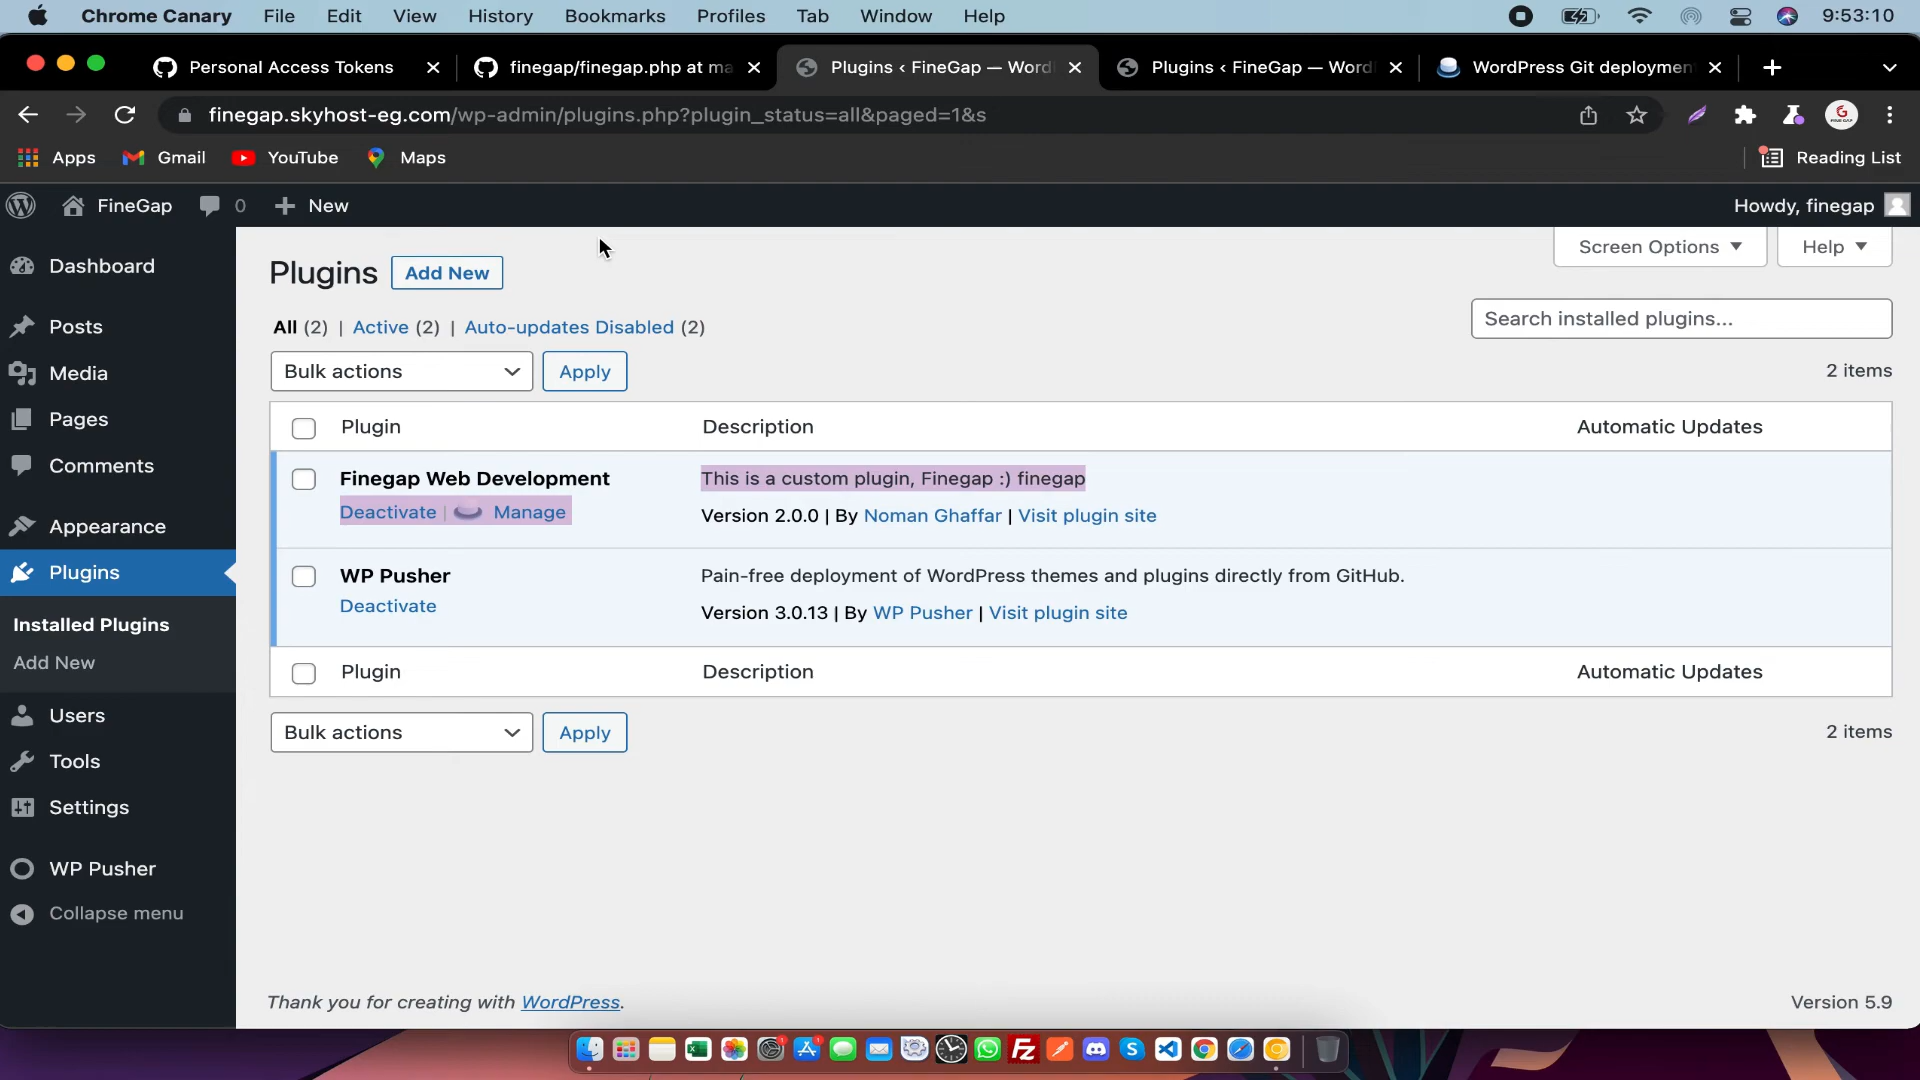 Chrome Canary File Edit View History Bookmarks Profiles Tab Window Help 9:53:10
Personal Access Tokens finegap/finegap.php at ma Plugins ‹ FineGap — Word Plugins ‹ FineGap — Word WordPress Git deploymen
finegap.skyhost-eg.com/wp-admin/plugins.php?plugin_status=all&paged=1&s
Apps Gmail YouTube Maps Reading List
FineGap 0 New Howdy, finegap
Screen Options Help
Dashboard
Posts
Media
Pages
Comments
Appearance
Plugins
Installed Plugins
Add New
Users
Tools
Settings
WP Pusher
Collapse menu
Plugins Add New
All (2) | Active (2) | Auto-updates Disabled (2)
Search installed plugins...
Bulk actions Apply 2 items
Plugin Description Automatic Updates
Finegap Web Development This is a custom plugin, Finegap :) finegap
Deactivate | Manage Version 2.0.0 | By Noman Ghaffar | Visit plugin site
WP Pusher Pain-free deployment of WordPress themes and plugins directly from GitHub.
Deactivate Version 3.0.13 | By WP Pusher | Visit plugin site
Plugin Description Automatic Updates
Bulk actions Apply 2 items
Thank you for creating with WordPress. Version 5.9